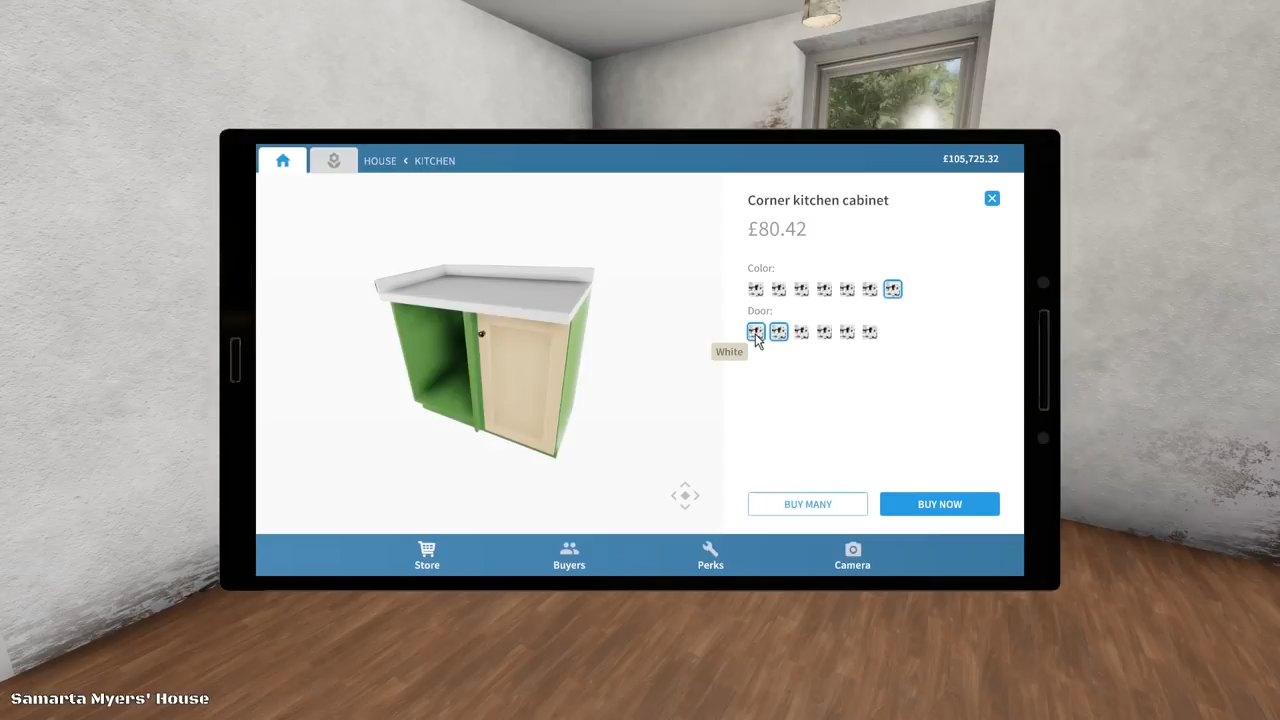 HOUSE < KITCHEN
£105,725.32
Corner kitchen cabinet
£80.42
Color:
Door:
White
BUY MANY
BUY NOW
Store
Buyers
Perks
Camera
Samarta Myers' House